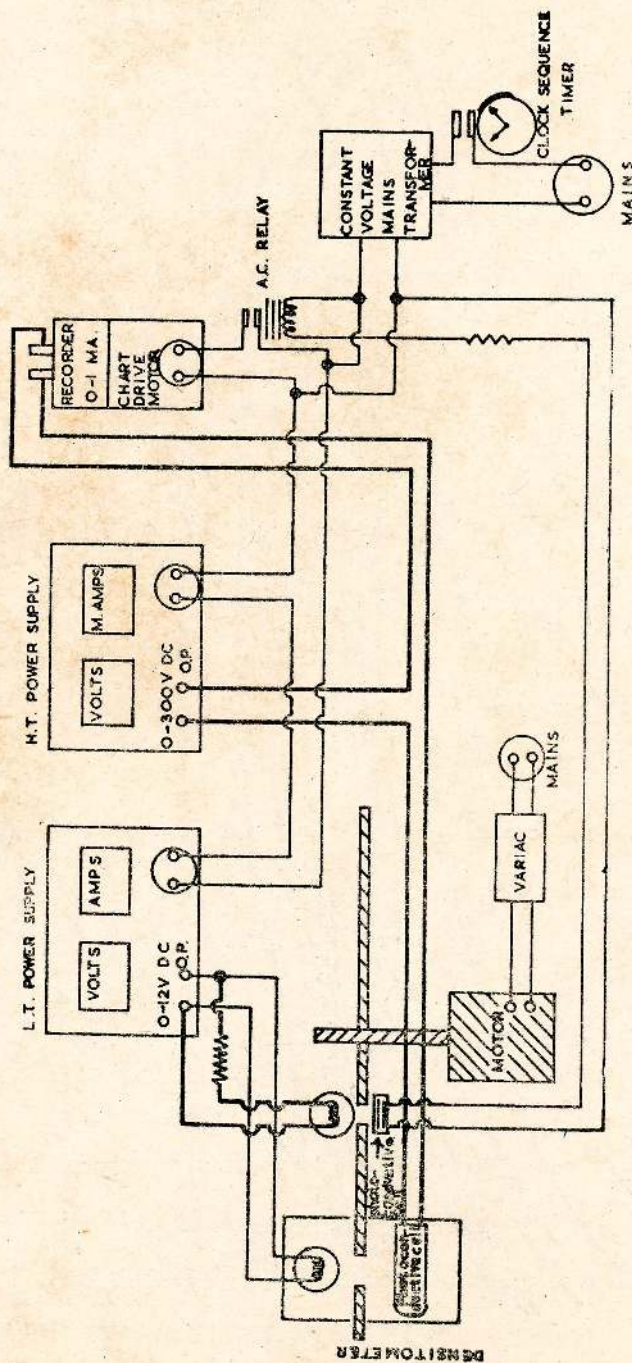 L.T. POWER SUPPLY
VOLTS
AMPS
0-12V DC
O.P.
H.T. POWER SUPPLY
VOLTS
M.AMPS
0-300V DC
O.P.
RECORDER
0-1 MA.
CHART
DRIVE
MOTOR
A.C. RELAY
CONSTANT
VOLTAGE
MAINS
TRANSFOR-
MER
CLOCK SEQUENCE
TIMER
MAINS
MOTOR
VARIAC
MAINS
DENSITOMETER